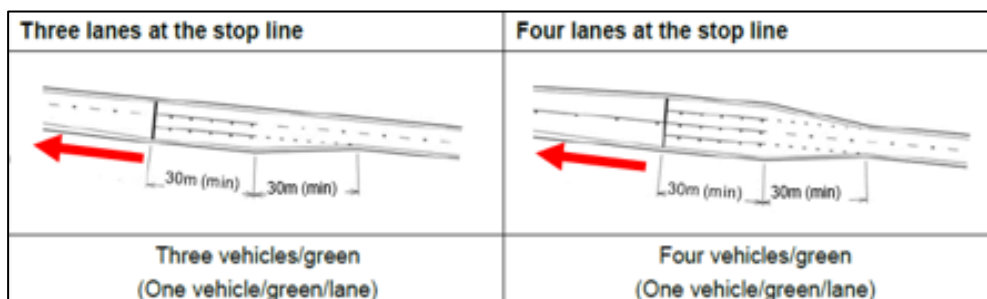 Three lanes at the stop line
Four lanes at the stop line
30m (min)
30m (min)
30m (min)
30m (min)
Three vehicles/green
(One vehicle/green/lane)
Four vehicles/green
(One vehicle/green/lane)